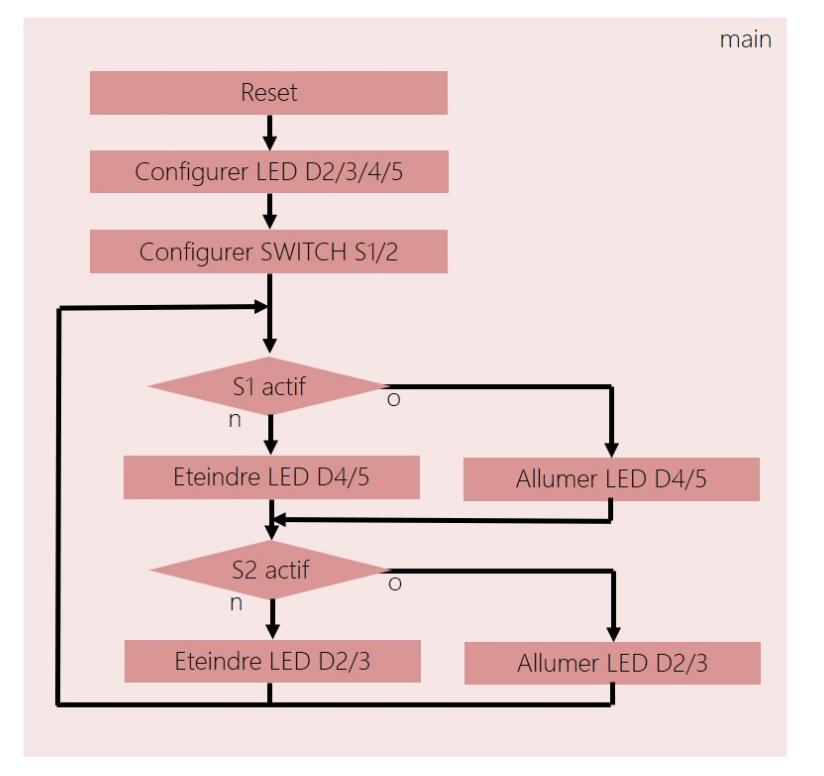 main
Reset
Configurer LED D2/3/4/5
Configurer SWITCH S1/2
S1 actif
o
n
Eteindre LED D4/5
Allumer LED D4/5
S2 actif
o
n
Eteindre LED D2/3
Allumer LED D2/3